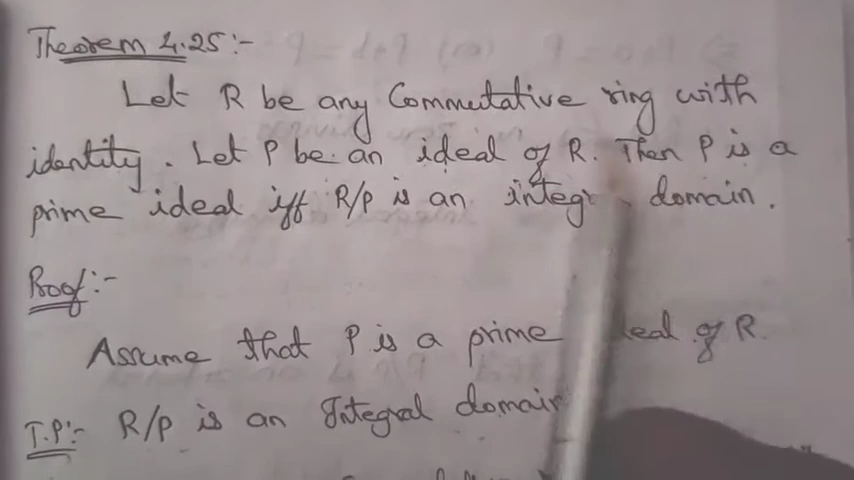 Theorem 4.25:-
Let R be any Commutative ring with
identity. Let P be an ideal of R. Then P is a
prime ideal iff R/P is an domain.
Proof:-
Assume that P is a prime of R.
T.P:- R/P is an Integral domain